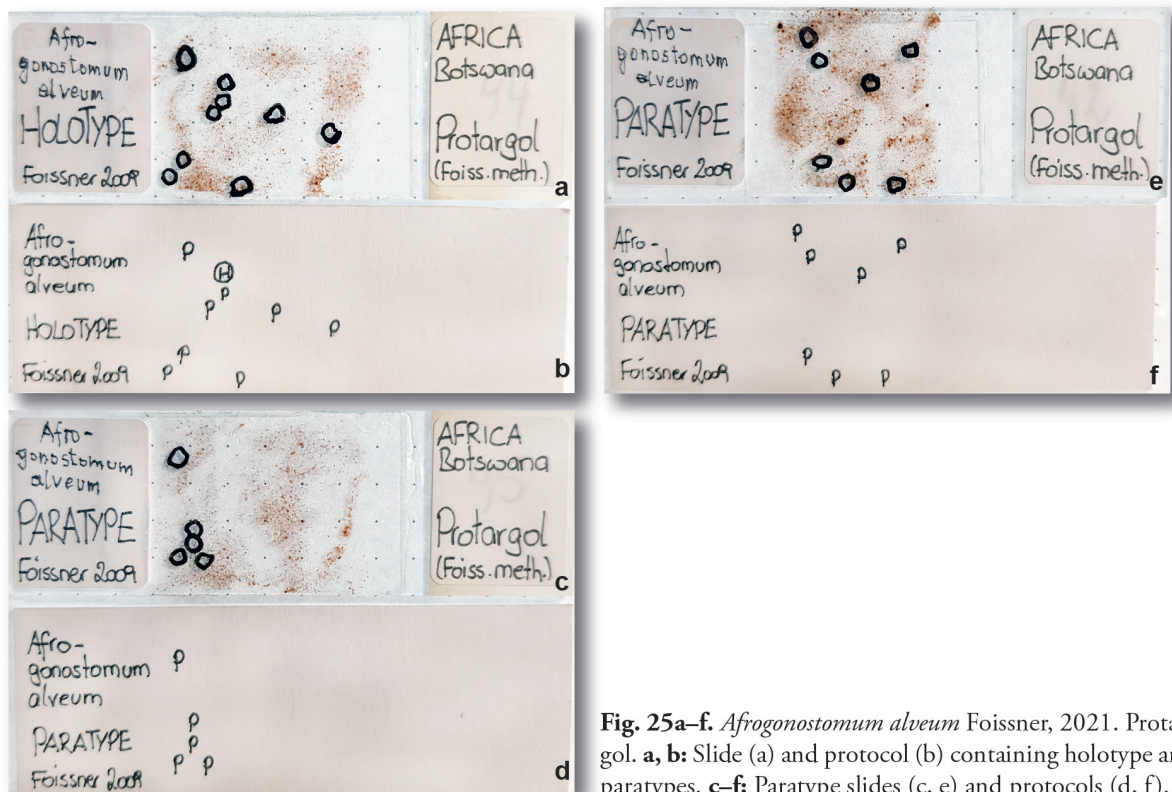 Afro-
gonostomum
alveum
HOLOTYPE
Foissner 2009
AFRICA
Botswana
Protargol
(Foiss. meth.)
a
Afro-
gonostomum
alveum
HOLOTYPE
Foissner 2009
P
H
P
P
P
P
P
P
P
b
Afro-
gonostomum
alveum
PARATYPE
Foissner 2009
AFRICA
Botswana
Protargol
(Foiss. meth.)
c
Afro-
gonostomum
alveum
PARATYPE
Foissner 2009
P
P
P
P
P
d
Afro-
gonostomum
alveum
PARATYPE
Foissner 2009
AFRICA
Botswana
Protargol
(Foiss. meth.)
e
Afro-
gonostomum
alveum
PARATYPE
Foissner 2009
P
P
P
P
P
P
P
f
Fig. 25a–f. Afrogonostomum alveum Foissner, 2021. Prota
gol. a, b: Slide (a) and protocol (b) containing holotype a
paratypes. c–f: Paratype slides (c, e) and protocols (d, f).